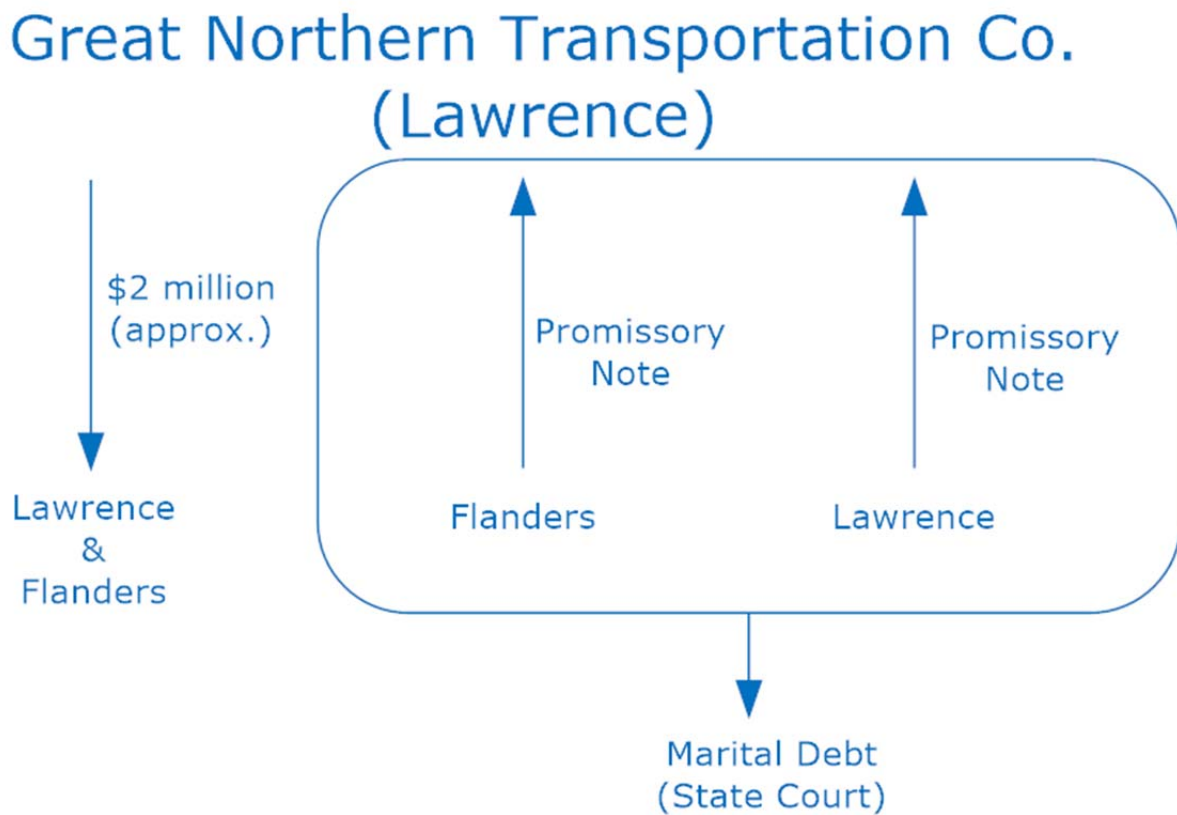 Great Northern Transportation Co.
(Lawrence)
$2 million
(approx.)
Lawrence
&
Flanders
Promissory
Note
Flanders
Promissory
Note
Lawrence
Marital Debt
(State Court)